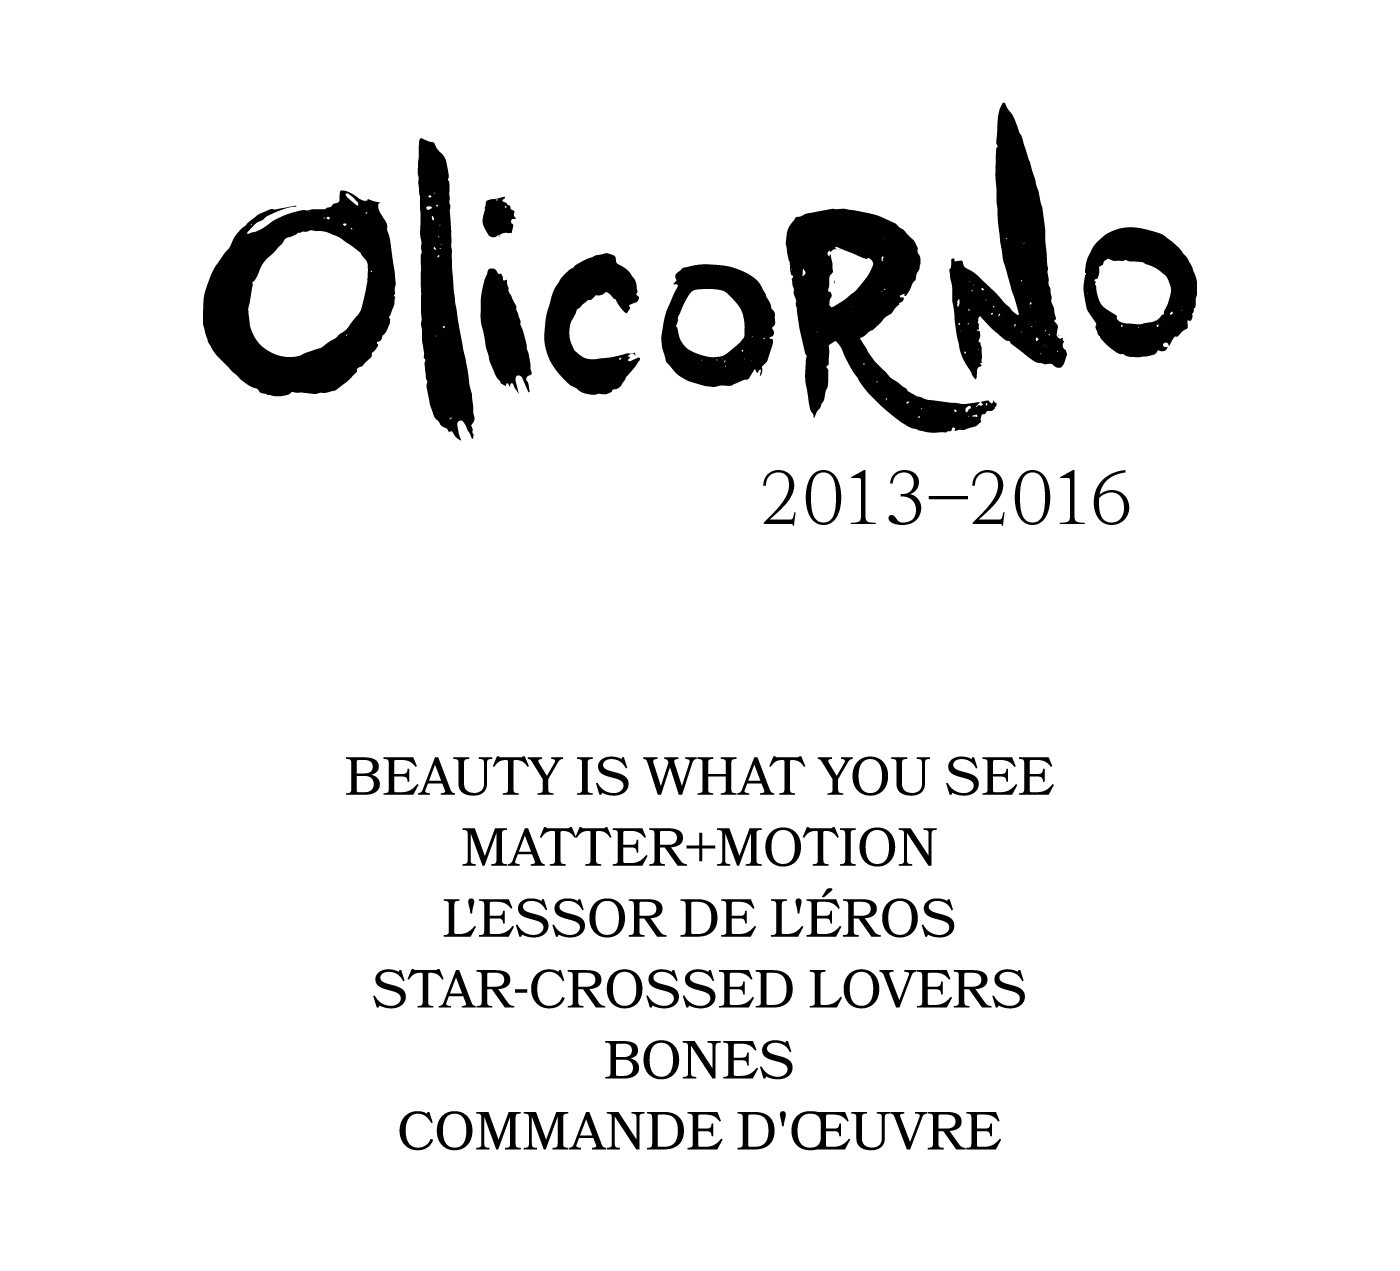 OlicoRNo
2013–2016
BEAUTY IS WHAT YOU SEE
MATTER+MOTION
L'ESSOR DE L'ÉROS
STAR-CROSSED LOVERS
BONES
COMMANDE D'ŒUVRE